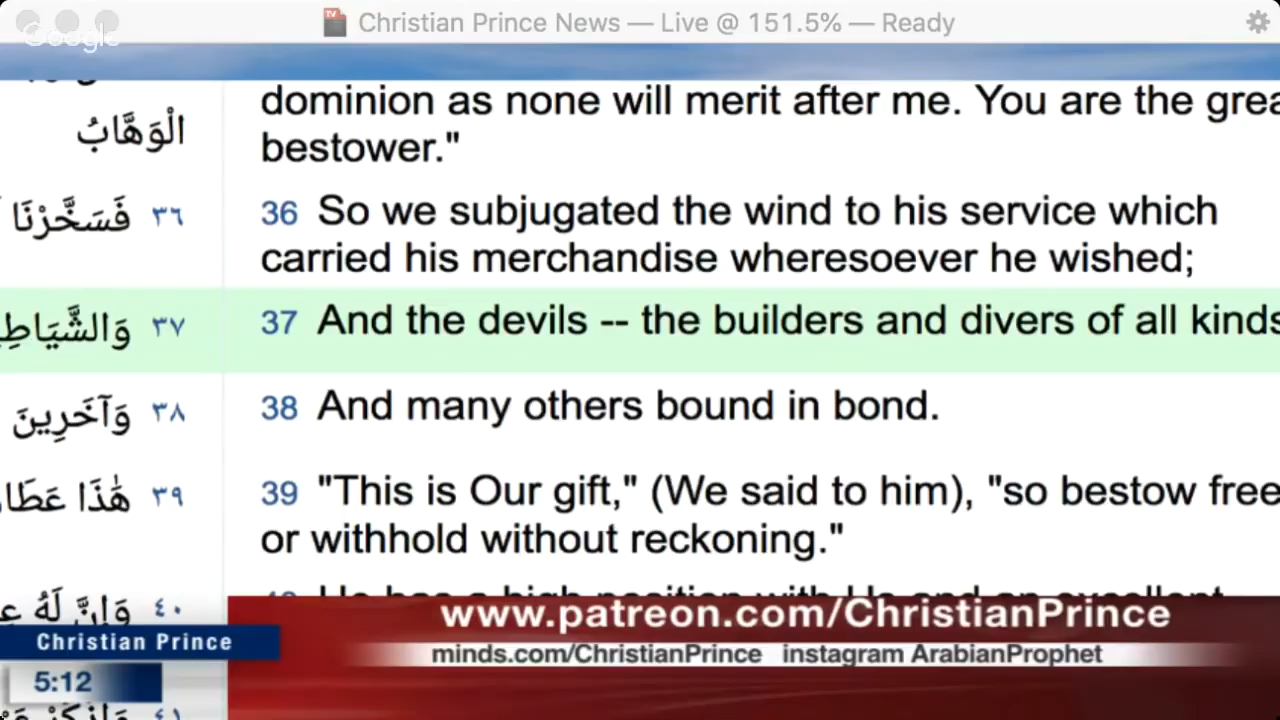 Christian Prince News — Live @ 151.5% — Ready
Google
dominion as none will merit after me. You are the grea
الْوَهَّابُ
bestower."
٣٦ فَسَخَّرْنَا
36 So we subjugated the wind to his service which
carried his merchandise wheresoever he wished;
٣٧ وَالشَّيَاطِي
37 And the devils -- the builders and divers of all kinds
٣٨ وَآخَرِينَ
38 And many others bound in bond.
٣٩ هَٰذَا عَطَا
39 "This is Our gift," (We said to him), "so bestow free
or withhold without reckoning."
٤٠ وَإِنَّ لَهُ
www.patreon.com/ChristianPrince
Christian Prince
minds.com/ChristianPrince instagram ArabianProphet
5:12
٤١